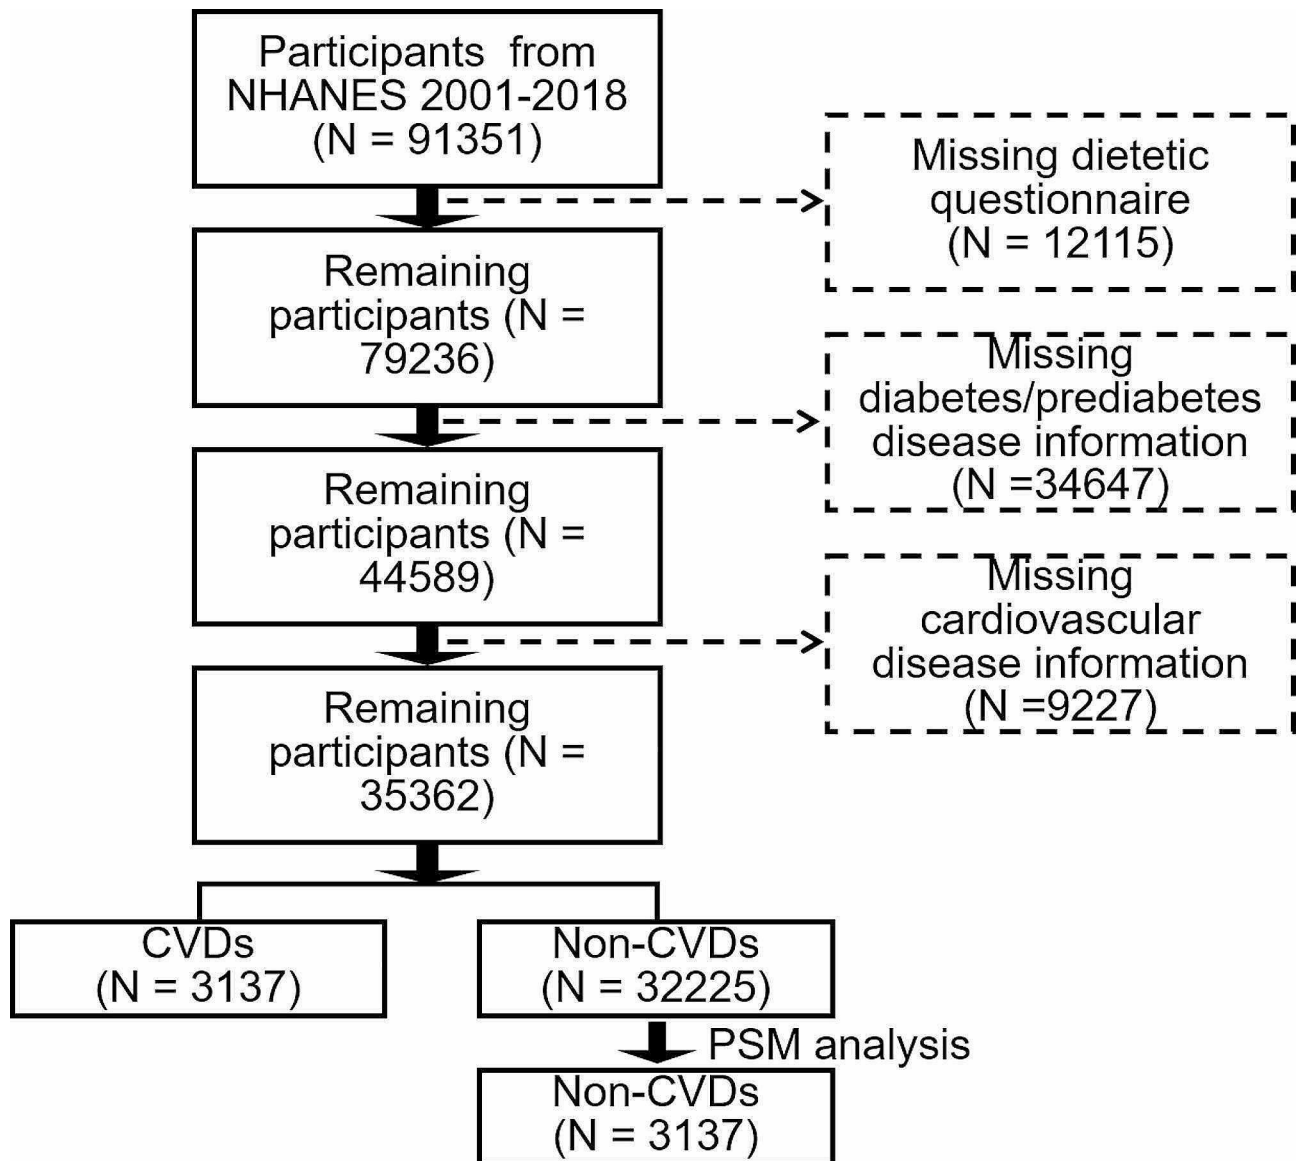 Participants from
NHANES 2001-2018
(N = 91351)
Missing dietetic
questionnaire
(N = 12115)
Remaining
participants (N =
79236)
Missing
diabetes/prediabetes
disease information
(N =34647)
Remaining
participants (N =
44589)
Missing
cardiovascular
disease information
(N =9227)
Remaining
participants (N =
35362)
CVDs
(N = 3137)
Non-CVDs
(N = 32225)
PSM analysis
Non-CVDs
(N = 3137)